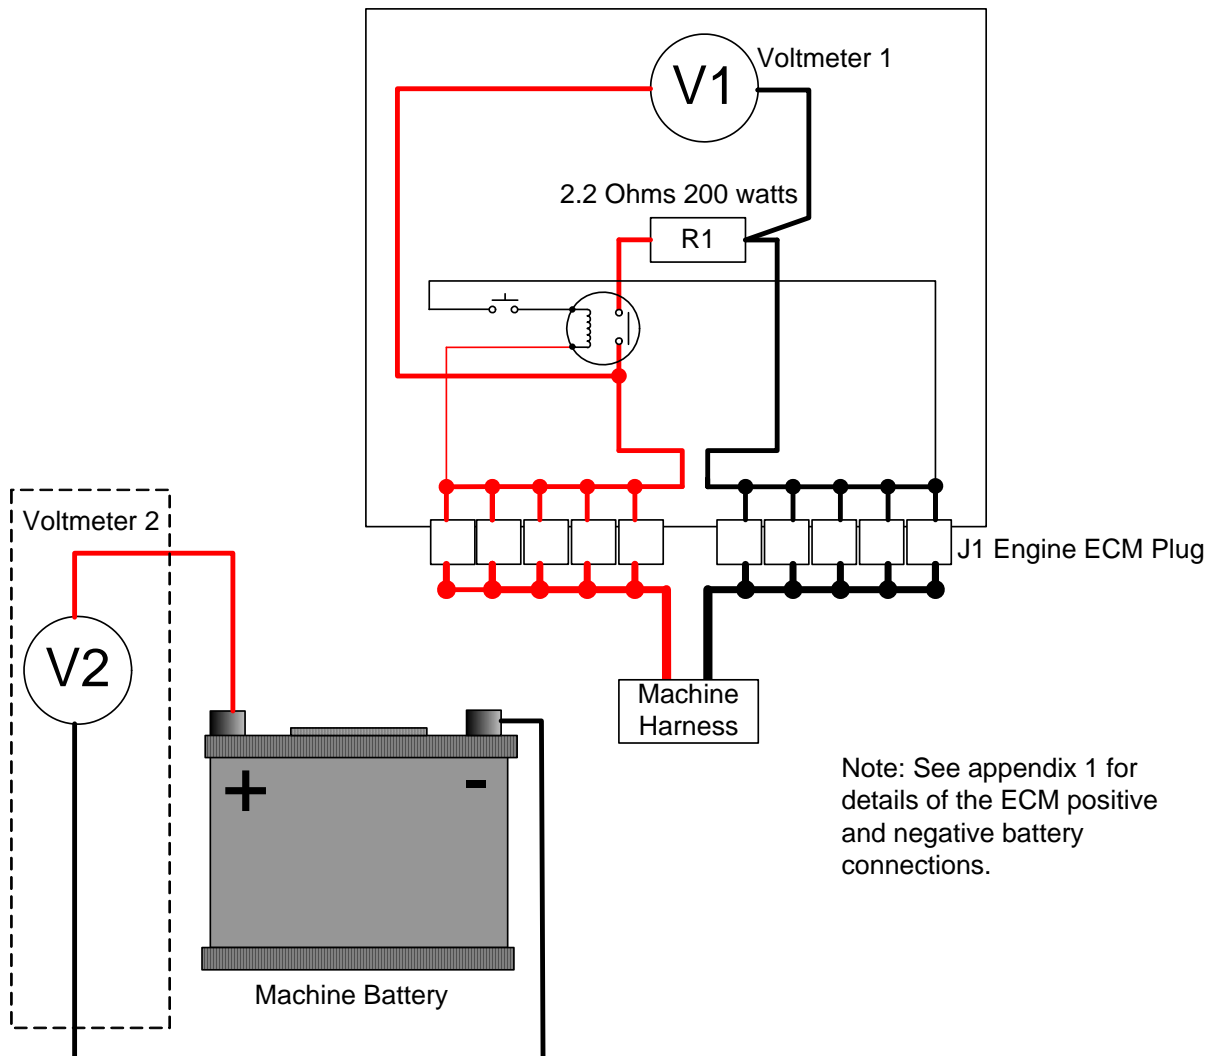 V1
Voltmeter 1
2.2 Ohms 200 watts
R1
Voltmeter 2
J1 Engine ECM Plug
V2
Machine
Harness
+
-
Note: See appendix 1 for
details of the ECM positive
and negative battery
connections.
Machine Battery